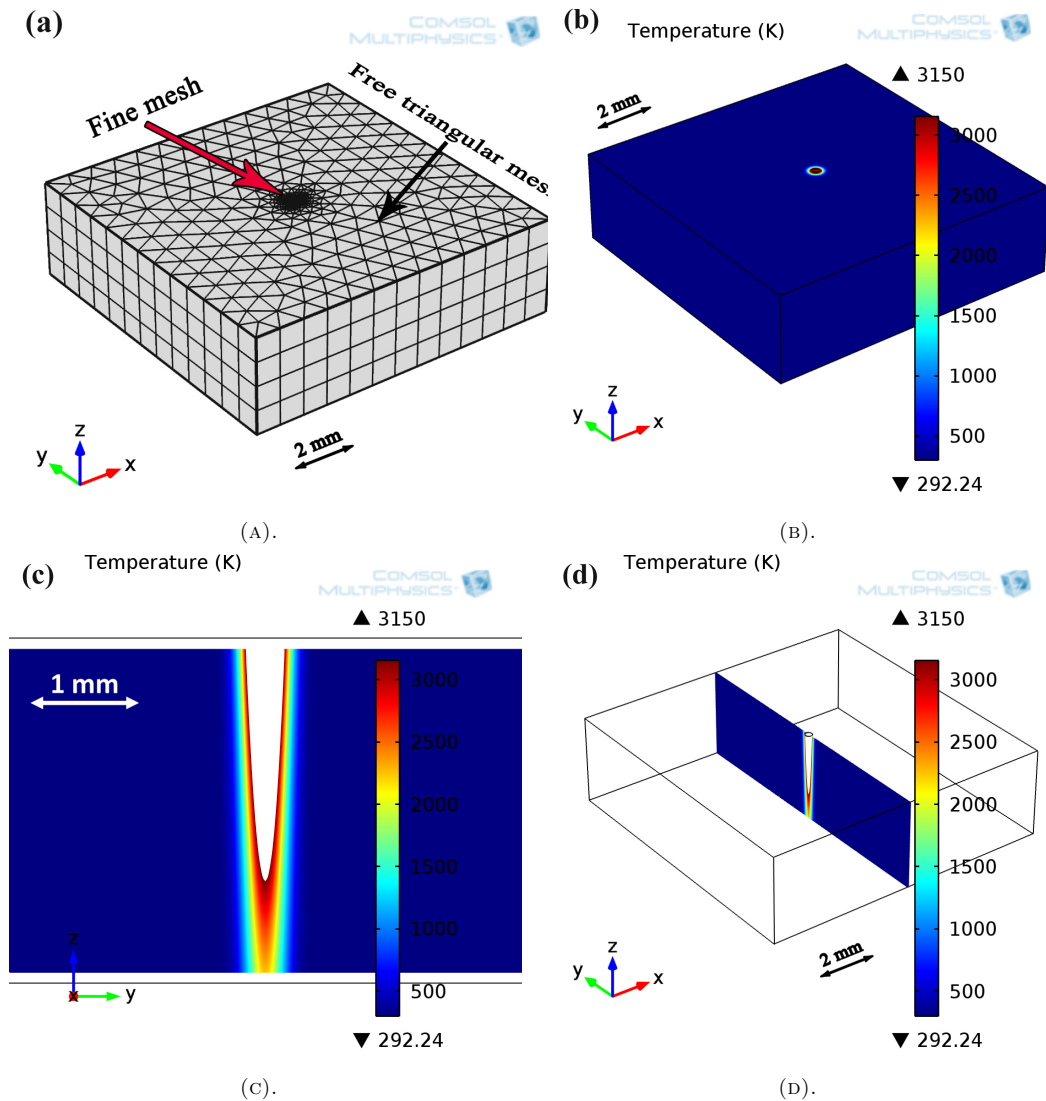 (a)
COMSOL
MULTIPHYSICS
Fine mesh
Free triangular mes
2 mm
z
y
x
(A).
(b)
Temperature (K)
COMSOL
MULTIPHYSICS
▲ 3150
2 mm
3000
2500
2000
1500
1000
500
z
y
x
▼ 292.24
(B).
(c)
Temperature (K)
COMSOL
MULTIPHYSICS
▲ 3150
1 mm
3000
2500
2000
1500
1000
500
z
x
y
▼ 292.24
(C).
(d)
Temperature (K)
COMSOL
MULTIPHYSICS
▲ 3150
3000
2500
2000
1500
1000
500
z
y
x
2 mm
▼ 292.24
(D).